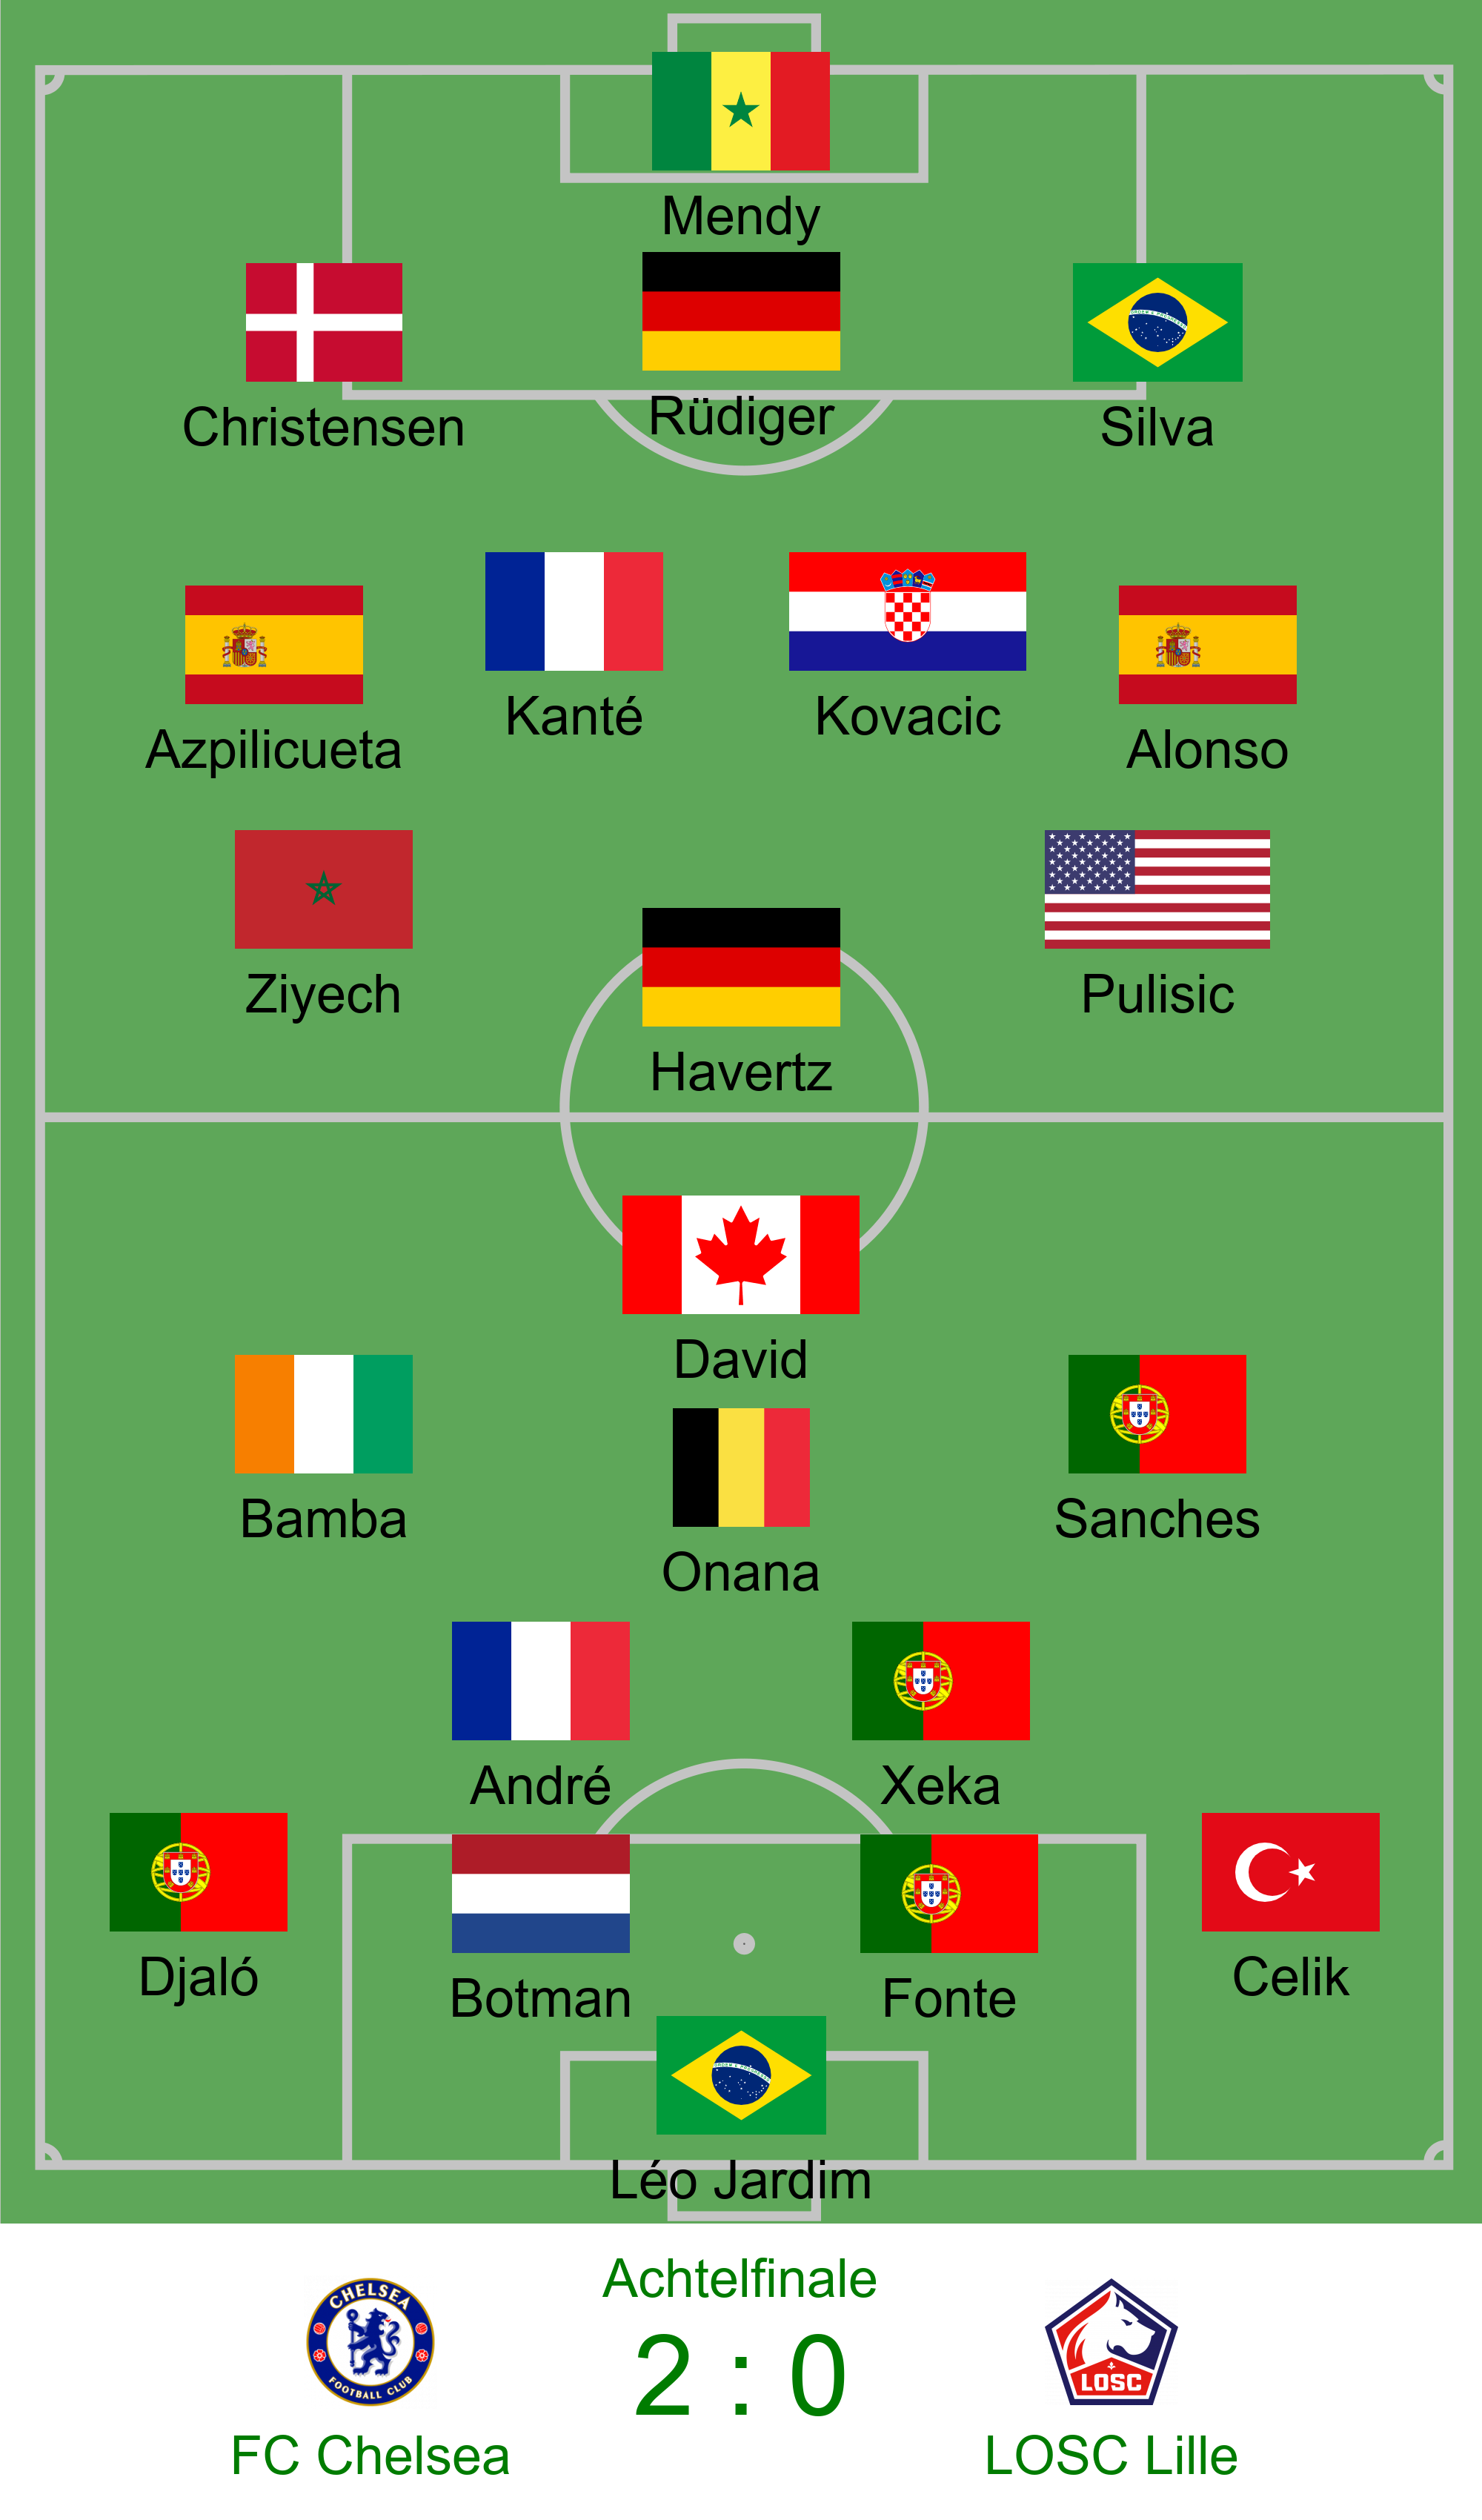 Mendy
Christensen
Rüdiger
Silva
Azpilicueta
Kanté
Kovacic
Alonso
Ziyech
Havertz
Pulisic
David
Bamba
Onana
Sanches
André
Xeka
Djaló
Botman
Fonte
Celik
Léo Jardim
Achtelfinale
2 : 0
CHELSEA
FOOTBALL CLUB
LOSC
FC Chelsea
LOSC Lille